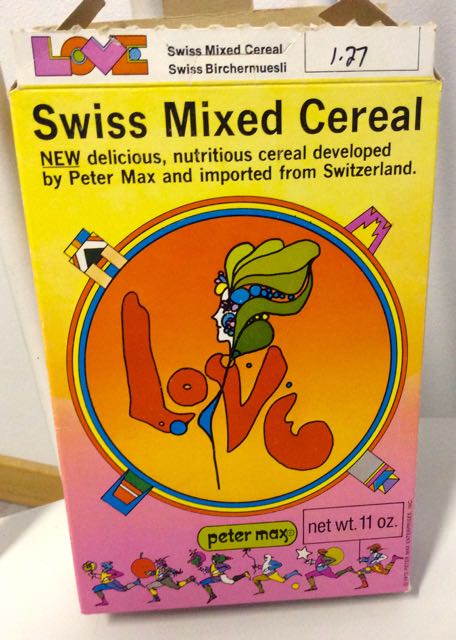 LOVE
Swiss Mixed Cereal
Swiss Birchermuesli
1.27
Swiss Mixed Cereal
NEW delicious, nutritious cereal developed
by Peter Max and imported from Switzerland.
Love
peter max®
net wt. 11 oz.